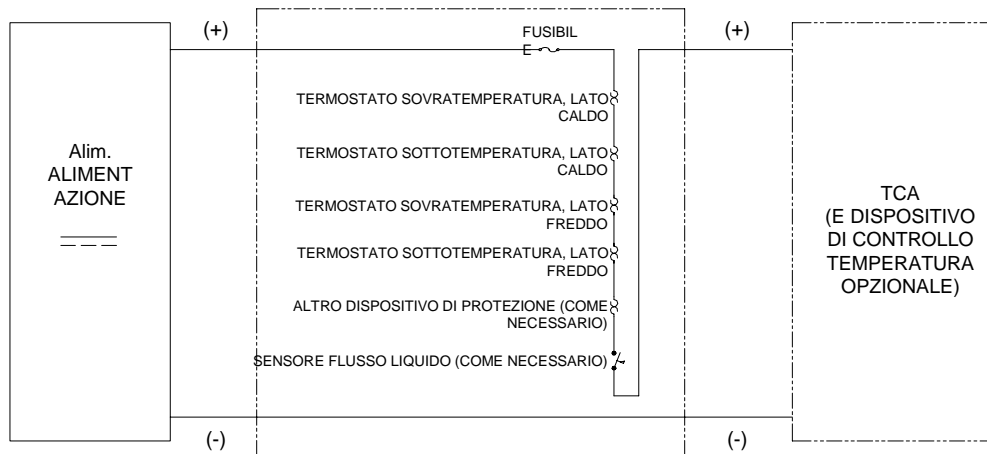 (+)
FUSIBIL
E
(+)
TERMOSTATO SOVRATEMPERATURA, LATO
CALDO
TERMOSTATO SOTTOTEMPERATURA, LATO
CALDO
Alim.
ALIMENT
AZIONE
TERMOSTATO SOVRATEMPERATURA, LATO
FREDDO
TERMOSTATO SOTTOTEMPERATURA, LATO
FREDDO
TCA
(E DISPOSITIVO
DI CONTROLLO
TEMPERATURA
OPZIONALE)
ALTRO DISPOSITIVO DI PROTEZIONE (COME
NECESSARIO)
SENSORE FLUSSO LIQUIDO (COME NECESSARIO)
(-)
(-)